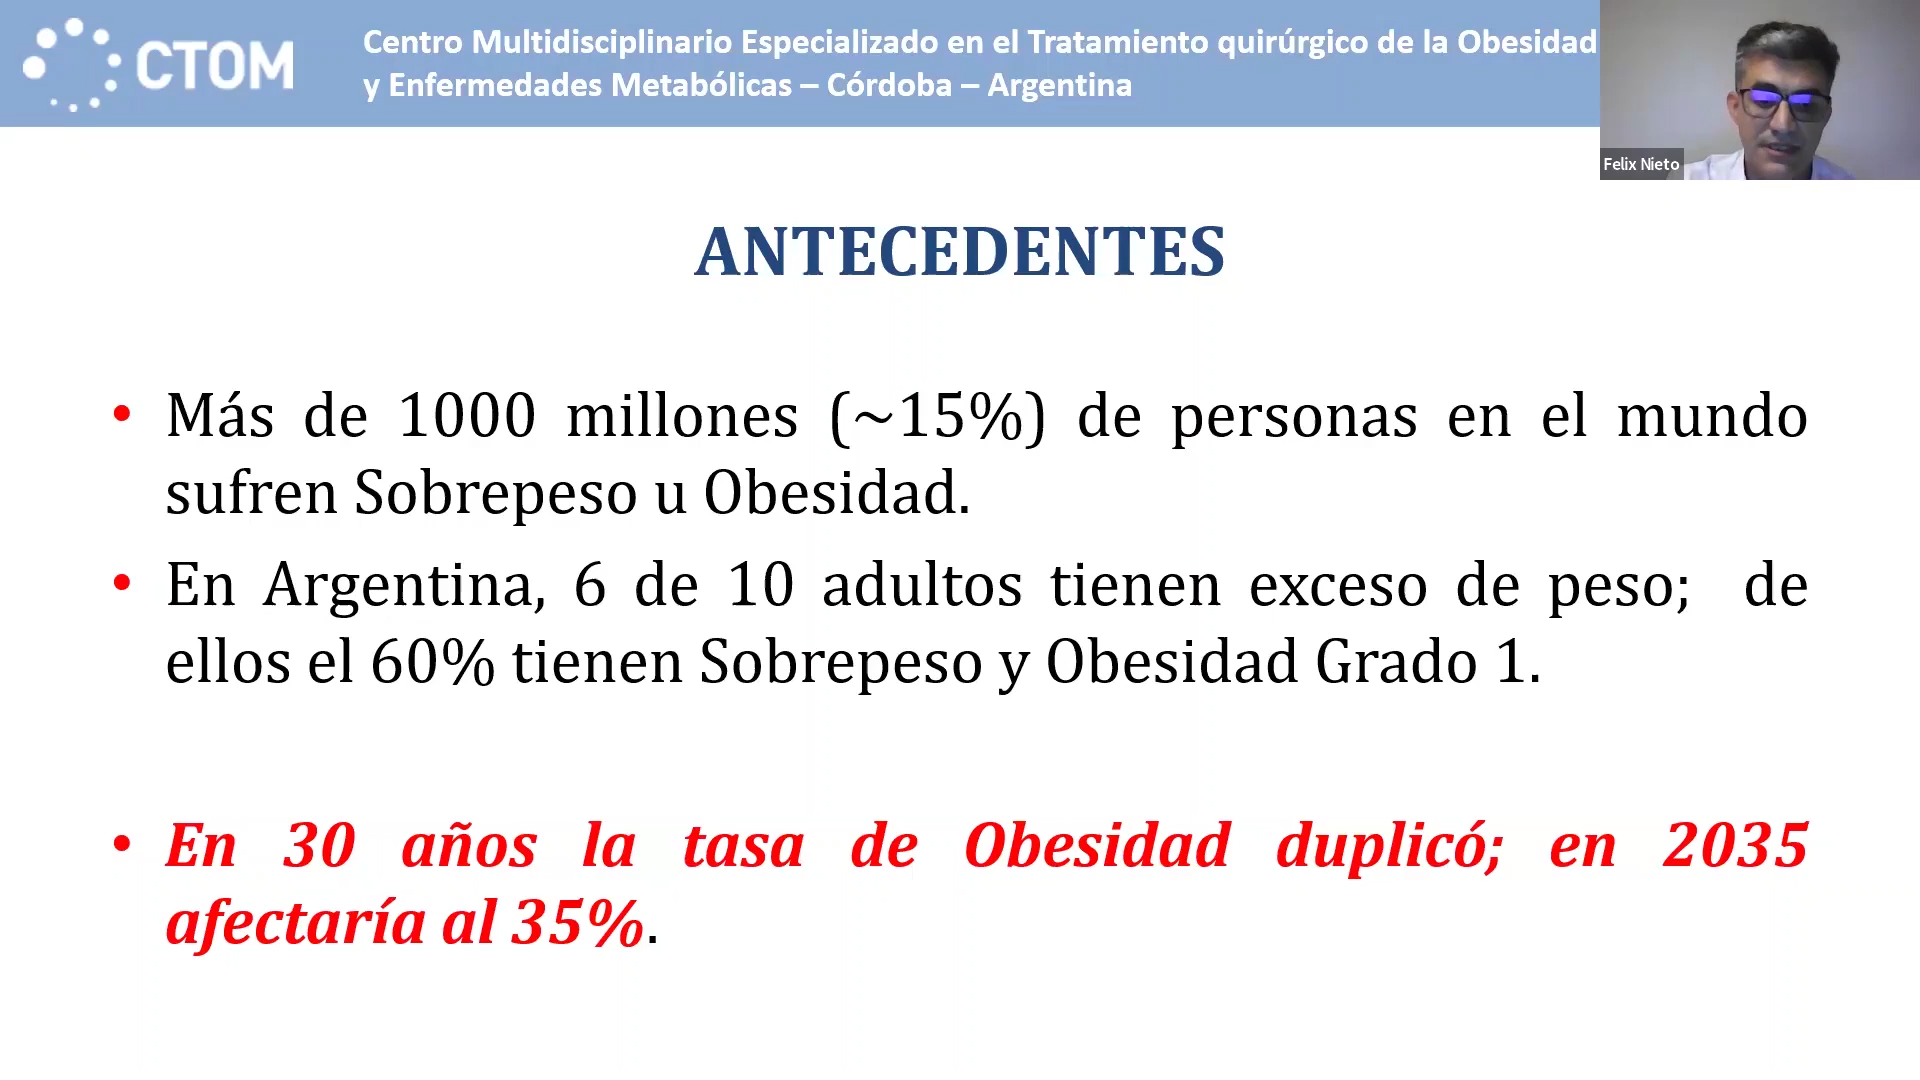 CTOM
Centro Multidisciplinario Especializado en el Tratamiento quirúrgico de la Obesidad
y Enfermedades Metabólicas – Córdoba – Argentina
Felix Nieto
ANTECEDENTES
• Más de 1000 millones (~15%) de personas en el mundo
sufren Sobrepeso u Obesidad.
• En Argentina, 6 de 10 adultos tienen exceso de peso; de
ellos el 60% tienen Sobrepeso y Obesidad Grado 1.
• En 30 años la tasa de Obesidad duplicó; en 2035
afectaría al 35%.